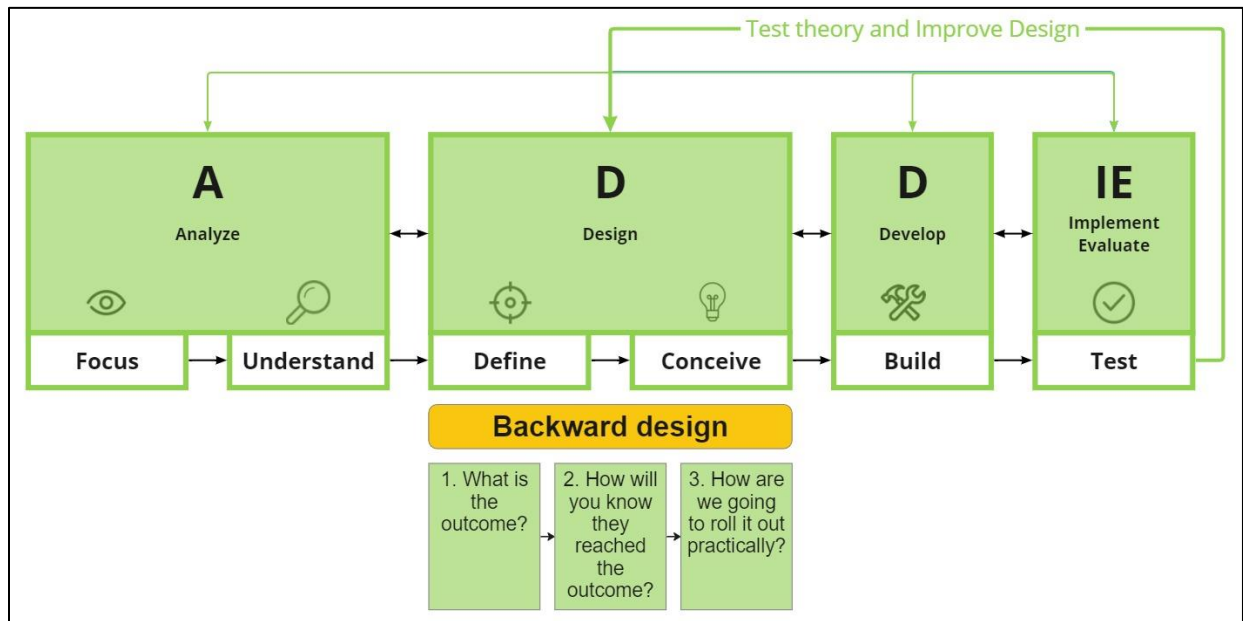 Test theory and Improve Design
A
Analyze
D
Design
D
Develop
IE
Implement
Evaluate
Focus
Understand
Define
Conceive
Build
Test
Backward design
1. What is
the
outcome?
2. How will
you know
they
reached
the
outcome?
3. How are
we going
to roll it out
practically?